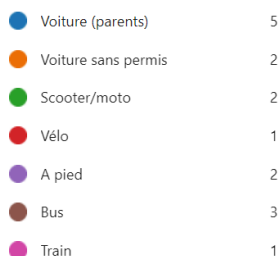 Voiture (parents) 5
Voiture sans permis 2
Scooter/moto 2
Vélo 1
A pied 2
Bus 3
Train 1